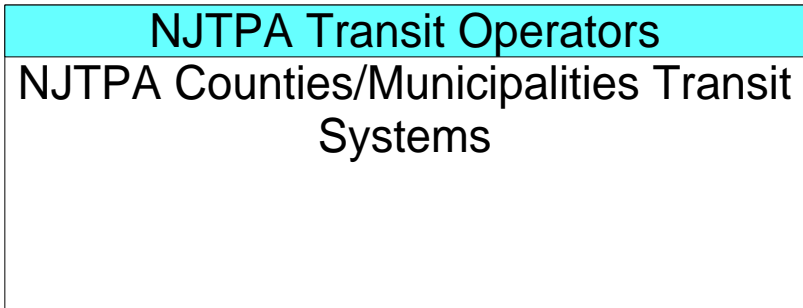 NJTPA Transit Operators
NJTPA Counties/Municipalities Transit
Systems